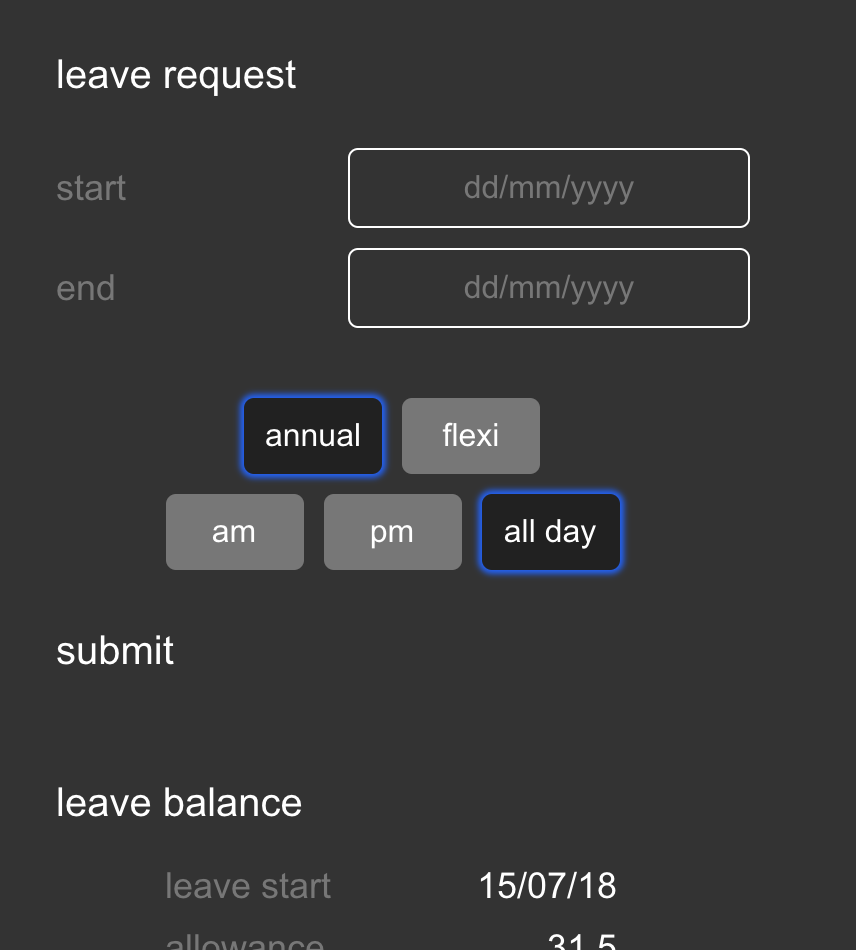 leave request
start dd/mm/yyyy
end dd/mm/yyyy
annual flexi
am pm all day
submit
leave balance
leave start 15/07/18
allowance 31.5